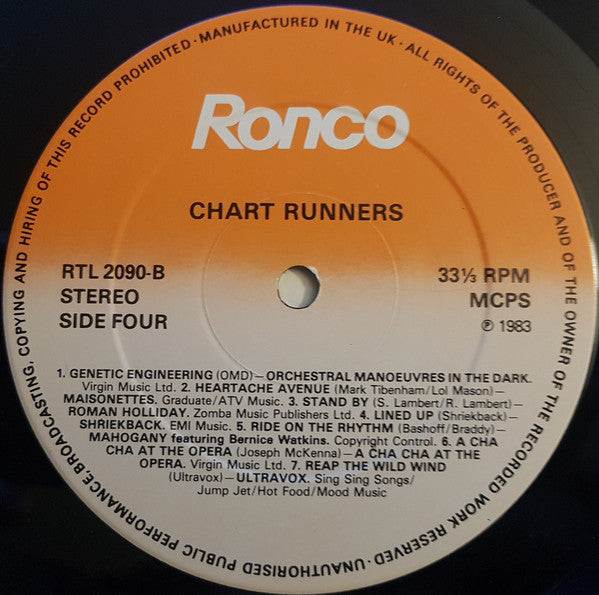 MANUFACTURED IN THE UK · ALL RIGHTS OF THE PRODUCER AND OF THE OWNER OF THE RECORDED WORK RESERVED · UNAUTHORISED PUBLIC PERFORMANCE, BROADCASTING, COPYING AND HIRING OF THIS RECORD PROHIBITED ·
Ronco
CHART RUNNERS
RTL 2090-B
STEREO
SIDE FOUR
33⅓ RPM
MCPS
℗ 1983
1. GENETIC ENGINEERING (OMD)—ORCHESTRAL MANOEUVRES IN THE DARK.
Virgin Music Ltd. 2. HEARTACHE AVENUE (Mark Tibenham/Lol Mason)—
MAISONETTES. Graduate/ATV Music. 3. STAND BY (S. Lambert/R. Lambert)—
ROMAN HOLLIDAY. Zomba Music Publishers Ltd. 4. LINED UP (Shriekback)—
SHRIEKBACK. EMI Music. 5. RIDE ON THE RHYTHM (Bashoff/Braddy)—
MAHOGANY featuring Bernice Watkins. Copyright Control. 6. A CHA
CHA AT THE OPERA (Joseph McKenna)—A CHA CHA AT THE
OPERA. Virgin Music Ltd. 7. REAP THE WILD WIND
(Ultravox)—ULTRAVOX. Sing Sing Songs/
Jump Jet/Hot Food/Mood Music